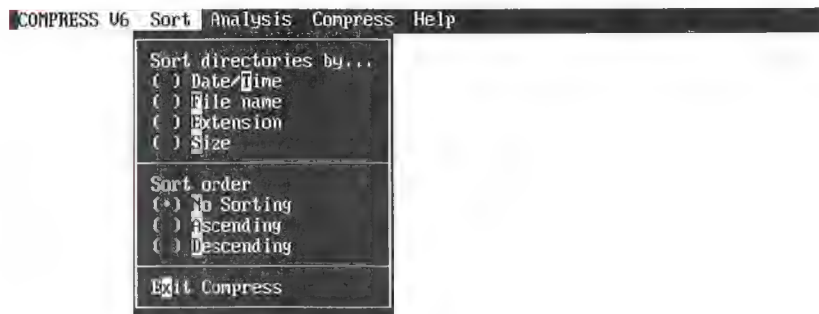 COMPRESS V6 Sort Analysis Compress Help
Sort directories by...
( ) Date/Time
( ) File name
( ) Extension
( ) Size
Sort order
(•) No Sorting
( ) Ascending
( ) Descending
Exit Compress